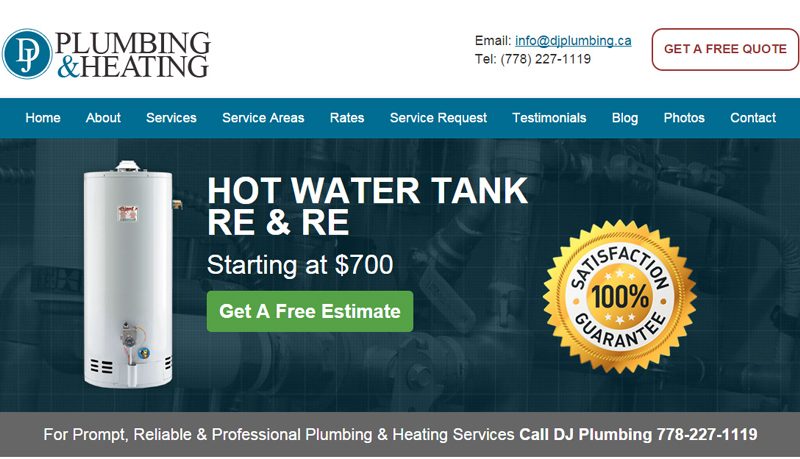 DJ PLUMBING
&HEATING
Email: info@djplumbing.ca
Tel: (778) 227-1119
GET A FREE QUOTE
Home About Services Service Areas Rates Service Request Testimonials Blog Photos Contact
HOT WATER TANK
RE & RE
Starting at $700
Get A Free Estimate
SATISFACTION
100%
GUARANTEE
For Prompt, Reliable & Professional Plumbing & Heating Services Call DJ Plumbing 778-227-1119